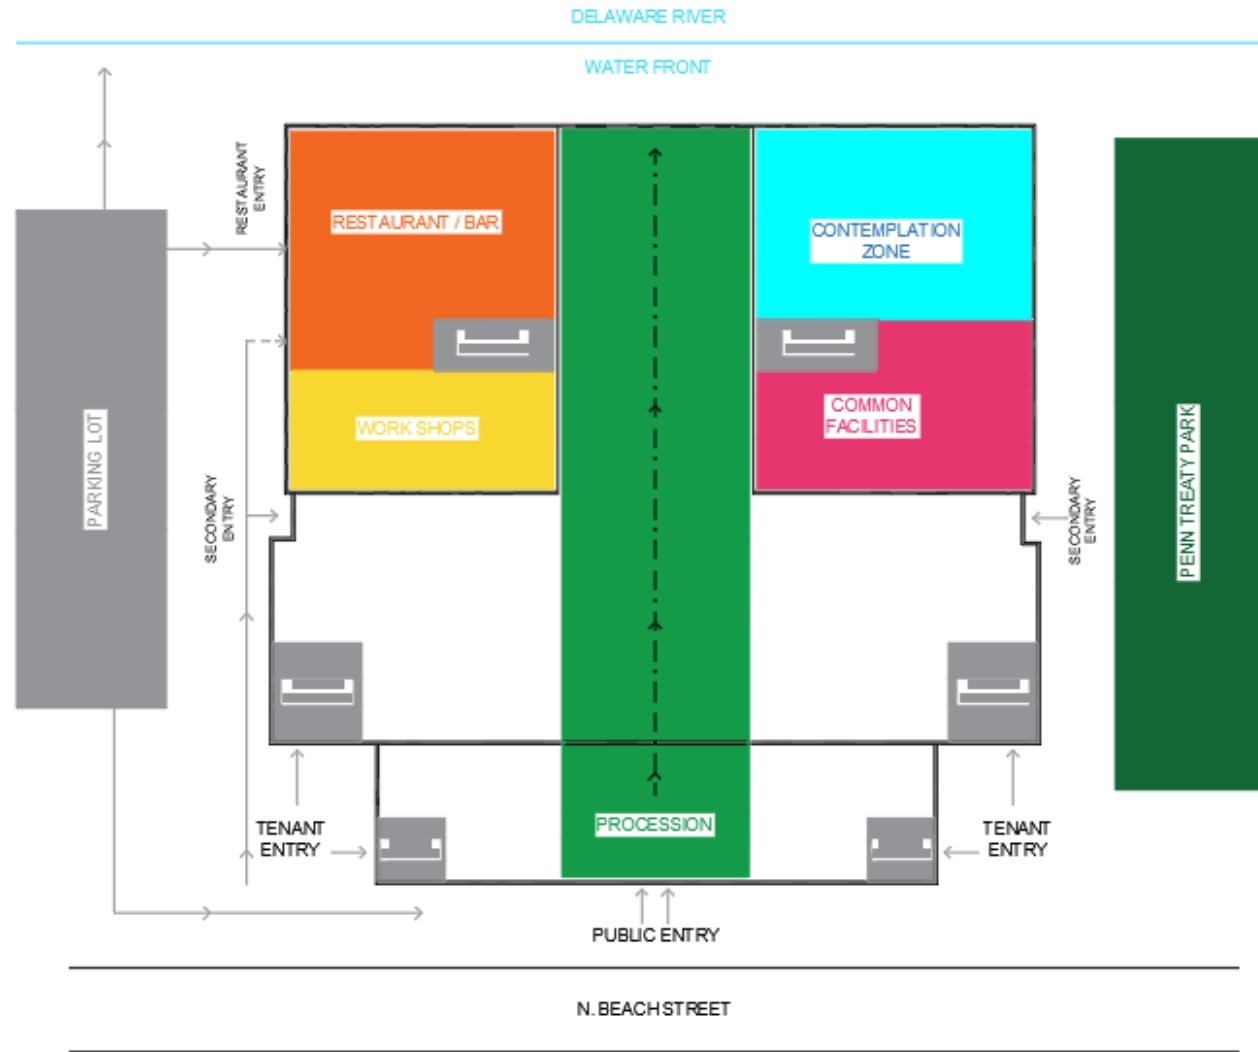 DELAWARE RIVER
WATER FRONT
RESTAURANT
ENTRY
RESTAURANT / BAR
CONTEMPLATION
ZONE
WORK SHOPS
COMMON
FACILITIES
PARKING LOT
SECONDARY
ENTRY
SECONDARY
ENTRY
PENN TREATY PARK
TENANT
ENTRY
PROCESSION
TENANT
ENTRY
PUBLIC ENTRY
N. BEACH STREET